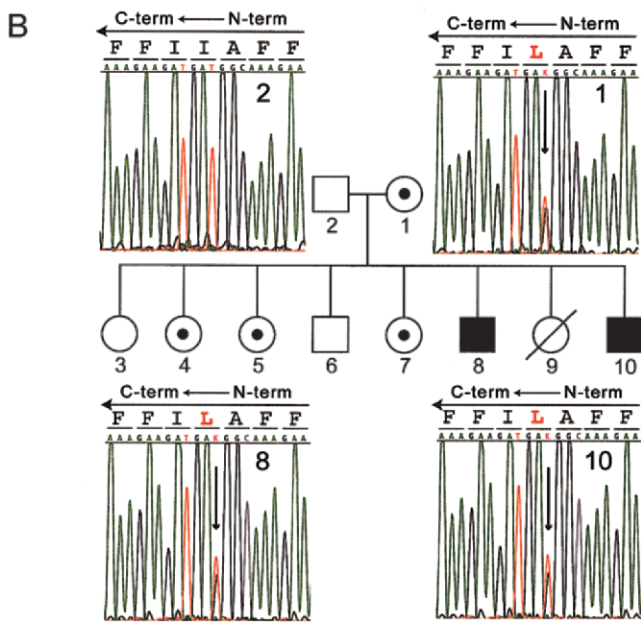 B
C-term N-term
F F I I A F F
AAAGAAGATGATGGCAAAGAA
2
C-term N-term
F F I L A F F
AAAGAAGATGAKGGCAAAGAA
1
2
1
3
4
5
6
7
8
9
10
C-term N-term
F F I L A F F
AAAGAAGATGAKGGCAAAGAA
8
C-term N-term
F F I L A F F
AAAGAAGATGAKGGCAAAGAA
10